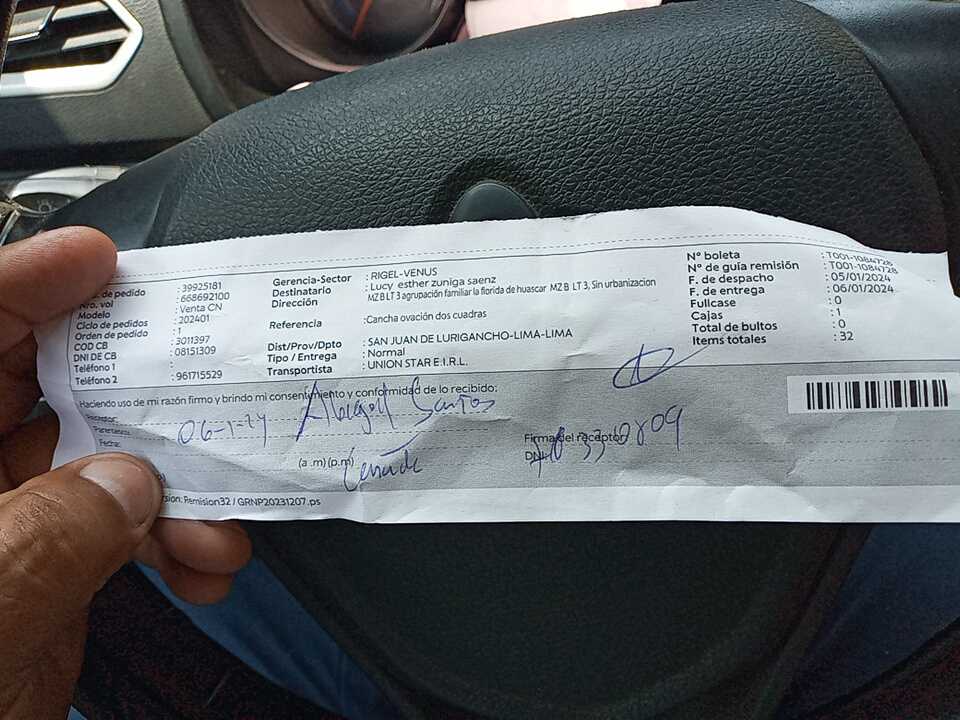 de pedido : 39925181
Nro. vol : 668692100
Modelo : Venta CN
Ciclo de pedidos : 202401
Orden de pedido : 1
COD CB : 3011397
DNI DE CB : 08151309
Teléfono 1 :
Teléfono 2 : 961715529
Gerencia-Sector : RIGEL-VENUS
Destinatario : Lucy esther zuniga saenz
Dirección MZ B LT 3 agrupación familiar la florida de huascar MZ B LT 3, Sin urbanizacion
Referencia : Cancha ovación dos cuadras
Dist/Prov/Dpto : SAN JUAN DE LURIGANCHO-LIMA-LIMA
Tipo / Entrega : Normal
Transportista : UNION STAR E.I.R.L.
N° boleta : T001-1084728
N° de guía remisión : T001-1084728
F. de despacho : 05/01/2024
F. de entrega : 06/01/2024
Fullcase : 0
Cajas : 1
Total de bultos : 0
Items totales : 32
Haciendo uso de mi razón firmo y brindo mi consentimiento y conformidad de lo recibido:
Receptor:
Parentesco:
Fecha:
06-1-24 Santos
(a .m) (p.m)
Firma del receptor
DNI:
rsion: Remision32 / GRNP20231207.ps